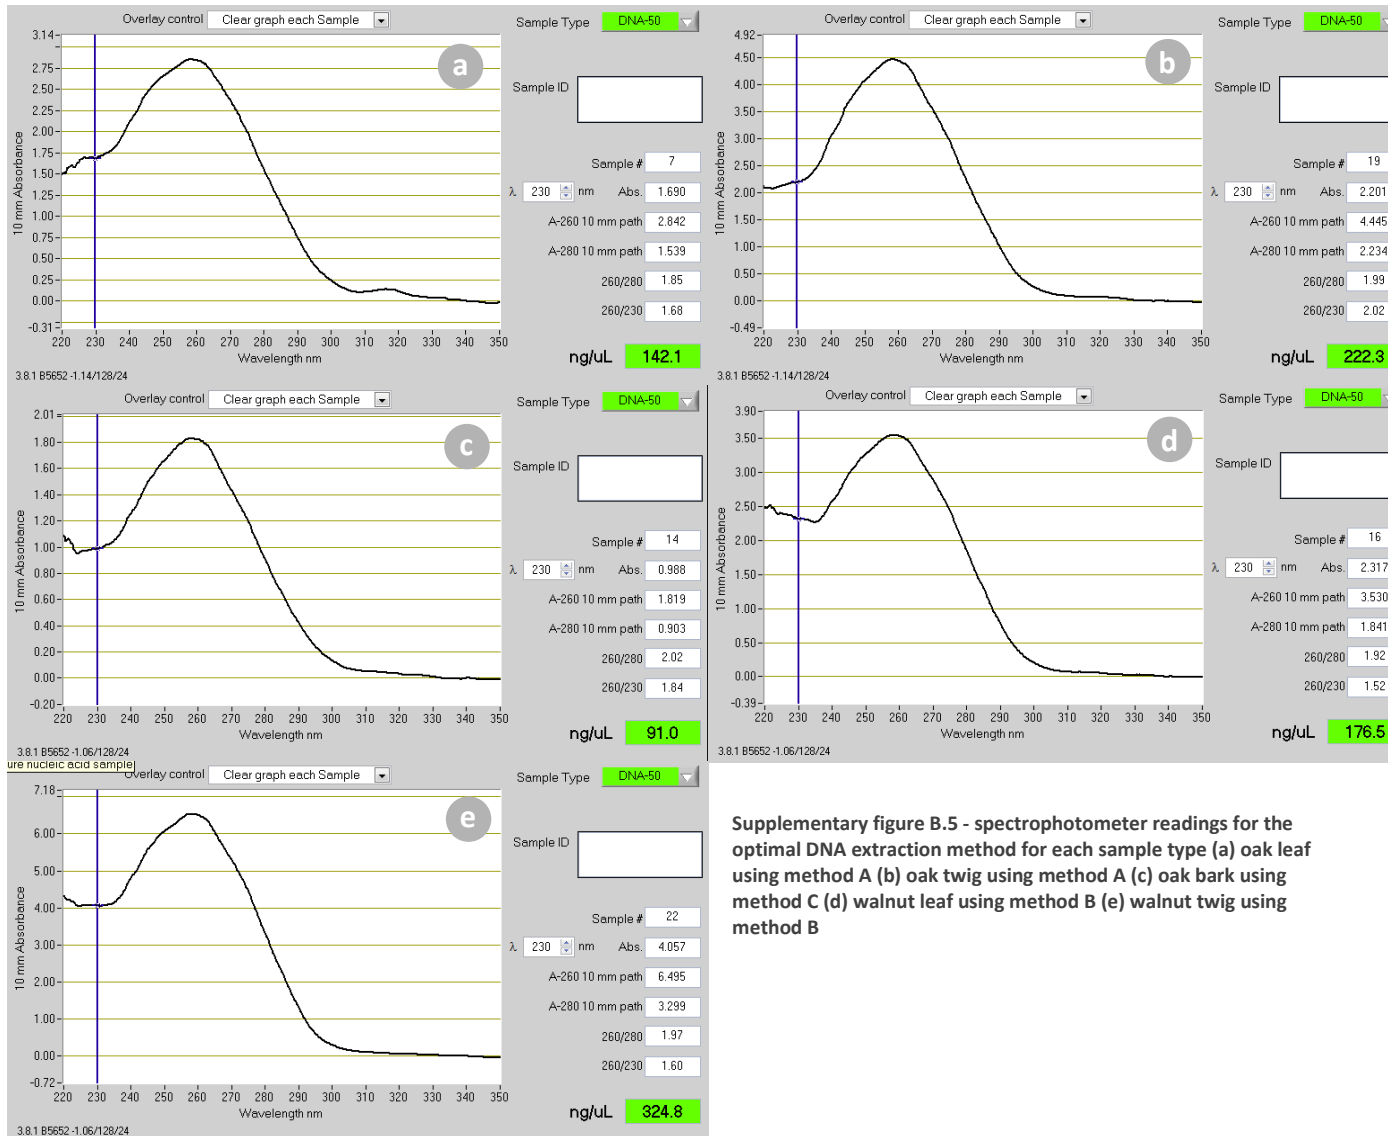 Overlay control Clear graph each Sample
Sample Type DNA-50
a
Sample ID
Sample # 7
λ 230 nm Abs. 1.690
A-260 10 mm path 2.842
A-280 10 mm path 1.539
260/280 1.85
260/230 1.68
ng/uL 142.1
10 mm Absorbance
3.14
2.75
2.50
2.25
2.00
1.75
1.50
1.25
1.00
0.75
0.50
0.25
0.00
-0.31
220 230 240 250 260 270 280 290 300 310 320 330 340 350
Wavelength nm
3.8.1 B5652 -1.14/128/24
Overlay control Clear graph each Sample
Sample Type DNA-50
b
Sample ID
Sample # 19
λ 230 nm Abs. 2.201
A-260 10 mm path 4.445
A-280 10 mm path 2.234
260/280 1.99
260/230 2.02
ng/uL 222.3
10 mm Absorbance
4.92
4.50
4.00
3.50
3.00
2.50
2.00
1.50
1.00
0.50
0.00
-0.49
220 230 240 250 260 270 280 290 300 310 320 330 340 350
Wavelength nm
3.8.1 B5652 -1.14/128/24
Overlay control Clear graph each Sample
Sample Type DNA-50
c
Sample ID
Sample # 14
λ 230 nm Abs. 0.988
A-260 10 mm path 1.819
A-280 10 mm path 0.903
260/280 2.02
260/230 1.84
ng/uL 91.0
10 mm Absorbance
2.01
1.80
1.60
1.40
1.20
1.00
0.80
0.60
0.40
0.20
0.00
-0.20
220 230 240 250 260 270 280 290 300 310 320 330 340 350
Wavelength nm
3.8.1 B5652 -1.06/128/24
Overlay control Clear graph each Sample
Sample Type DNA-50
d
Sample ID
Sample # 16
λ 230 nm Abs. 2.317
A-260 10 mm path 3.530
A-280 10 mm path 1.841
260/280 1.92
260/230 1.52
ng/uL 176.5
10 mm Absorbance
3.90
3.50
3.00
2.50
2.00
1.50
1.00
0.50
0.00
-0.39
220 230 240 250 260 270 280 290 300 310 320 330 340 350
Wavelength nm
3.8.1 B5652 -1.06/128/24
ure nucleic acid sample
Overlay control Clear graph each Sample
Sample Type DNA-50
e
Sample ID
Sample # 22
λ 230 nm Abs. 4.057
A-260 10 mm path 6.495
A-280 10 mm path 3.299
260/280 1.97
260/230 1.60
ng/uL 324.8
10 mm Absorbance
7.18
6.00
5.00
4.00
3.00
2.00
1.00
0.00
-0.72
220 230 240 250 260 270 280 290 300 310 320 330 340 350
Wavelength nm
3.8.1 B5652 -1.06/128/24
Supplementary figure B.5 - spectrophotometer readings for the
optimal DNA extraction method for each sample type (a) oak leaf
using method A (b) oak twig using method A (c) oak bark using
method C (d) walnut leaf using method B (e) walnut twig using
method B